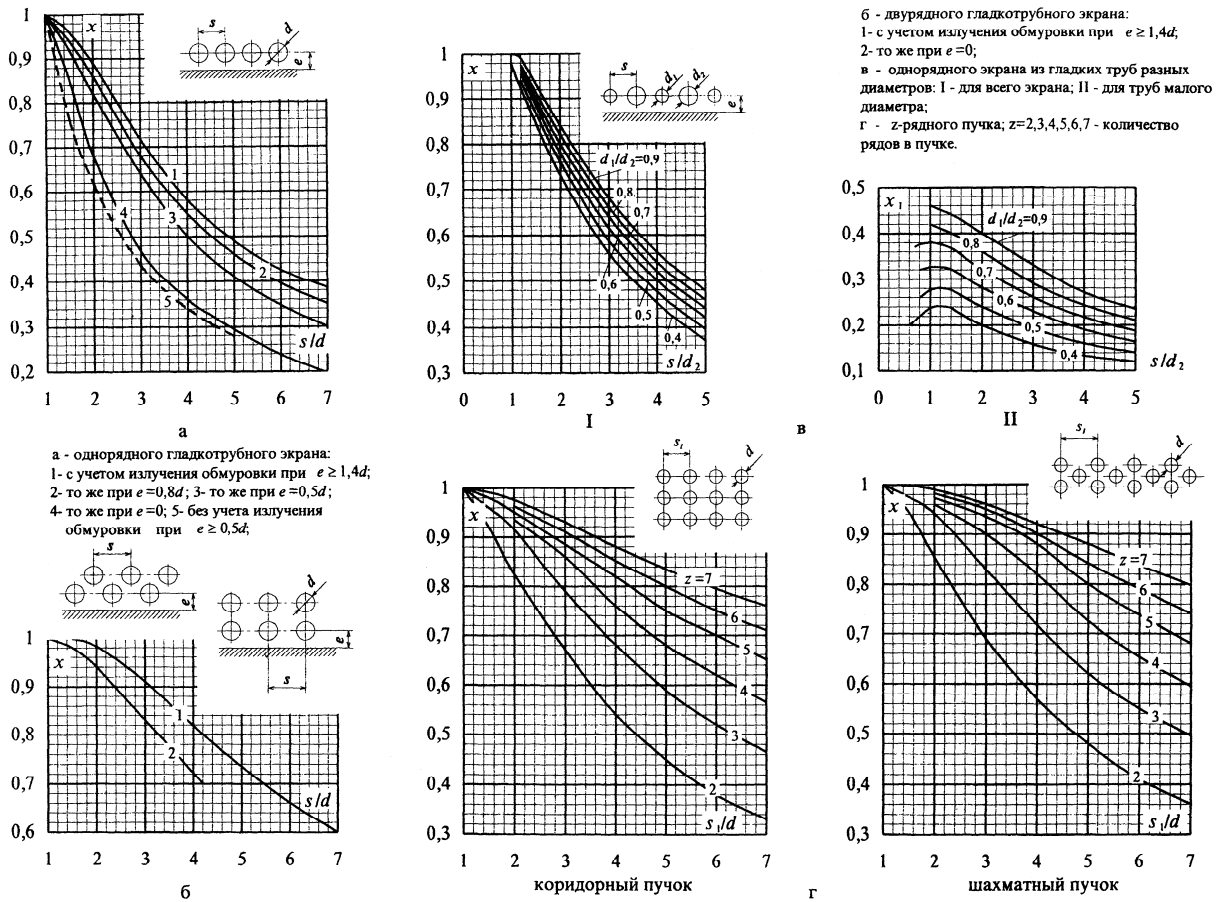 1
0,9
0,8
0,7
0,6
0,5
0,4
0,3
0,2
x
s
d
e
1
2
3
4
5
s/d
1 2 3 4 5 6 7
а
а - однорядного гладкотрубного экрана:
1- с учетом излучения обмуровки при e ≥ 1,4d;
2- то же при e =0,8d ; 3- то же при e =0,5d ;
4- то же при e =0; 5- без учета излучения
обмуровки при e ≥ 0,5d;
1
0,9
0,8
0,7
0,6
0,5
0,4
0,3
x
s
d₁
d₂
e
d₁/d₂=0,9
0,8
0,7
0,6
0,5
0,4
s/d₂
0 1 2 3 4 5
I
в
б - двурядного гладкотрубного экрана:
1- с учетом излучения обмуровки при e ≥ 1,4d;
2- то же при e =0;
в - однорядного экрана из гладких труб разных
диаметров: I - для всего экрана; II - для труб малого
диаметра;
г - z-рядного пучка; z=2,3,4,5,6,7 - количество
рядов в пучке.
0,5
0,4
0,3
0,2
0,1
x₁
d₁/d₂=0,9
0,8
0,7
0,6
0,5
0,4
s/d₂
0 1 2 3 4 5
II
s
e
d
e
s
1
0,9
0,8
0,7
0,6
x
1
2
s/d
1 2 3 4 5 6 7
б
s₁
d
1
0,9
0,8
0,7
0,6
0,5
0,4
0,3
x
z=7
6
5
4
3
2
s₁/d
1 2 3 4 5 6 7
коридорный пучок
г
s₁
d
1
0,9
0,8
0,7
0,6
0,5
0,4
0,3
x
z=7
6
5
4
3
2
s₁/d
1 2 3 4 5 6 7
шахматный пучок